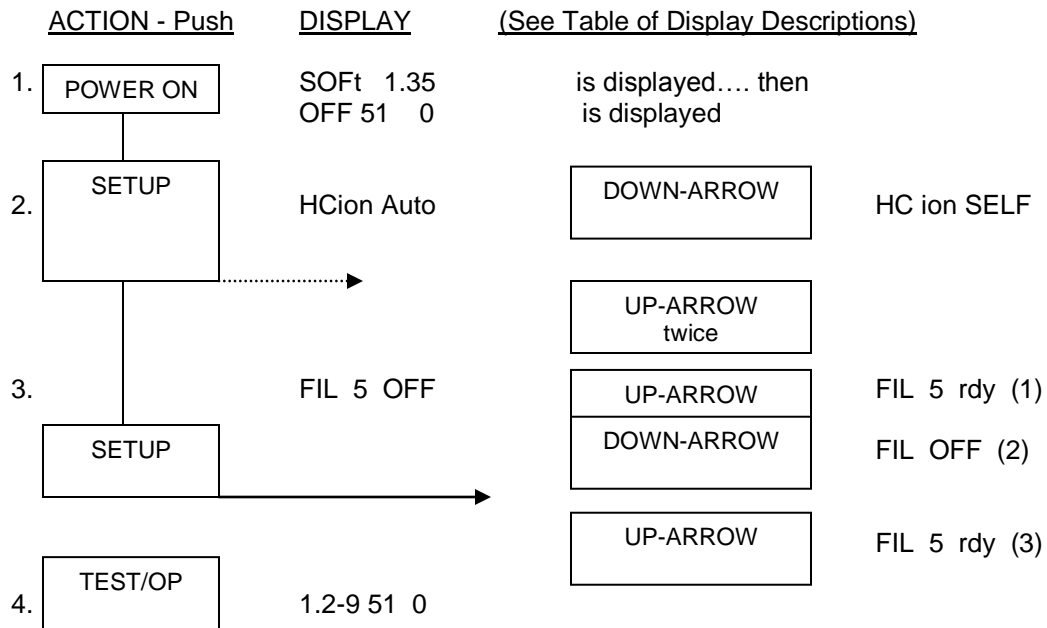 ACTION - Push DISPLAY (See Table of Display Descriptions)
1. POWER ON SOFt 1.35 is displayed…. then
OFF 51 0 is displayed
SETUP DOWN-ARROW
2. HCion Auto HC ion SELF
UP-ARROW
twice
3. FIL 5 OFF UP-ARROW FIL 5 rdy (1)
SETUP DOWN-ARROW FIL OFF (2)
UP-ARROW FIL 5 rdy (3)
TEST/OP
4. 1.2-9 51 0